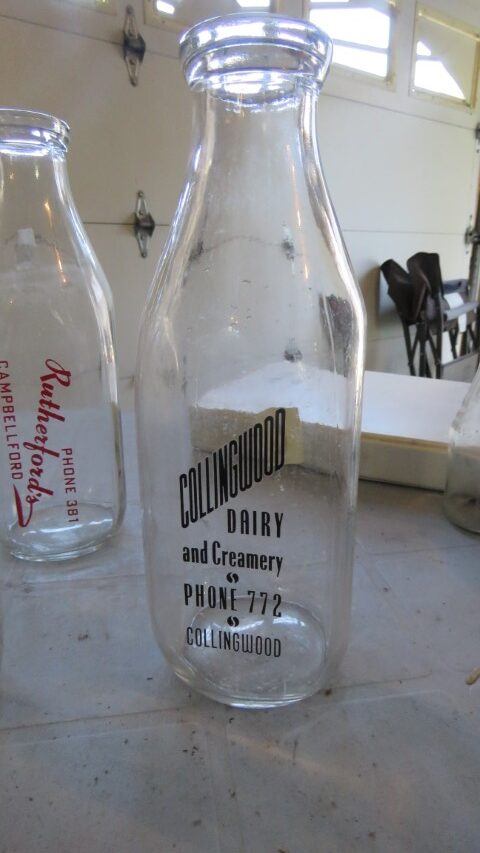 Rutherford's
PHONE 381
CAMPBELLFORD
COLLINGWOOD
DAIRY
and Creamery
PHONE 772
COLLINGWOOD